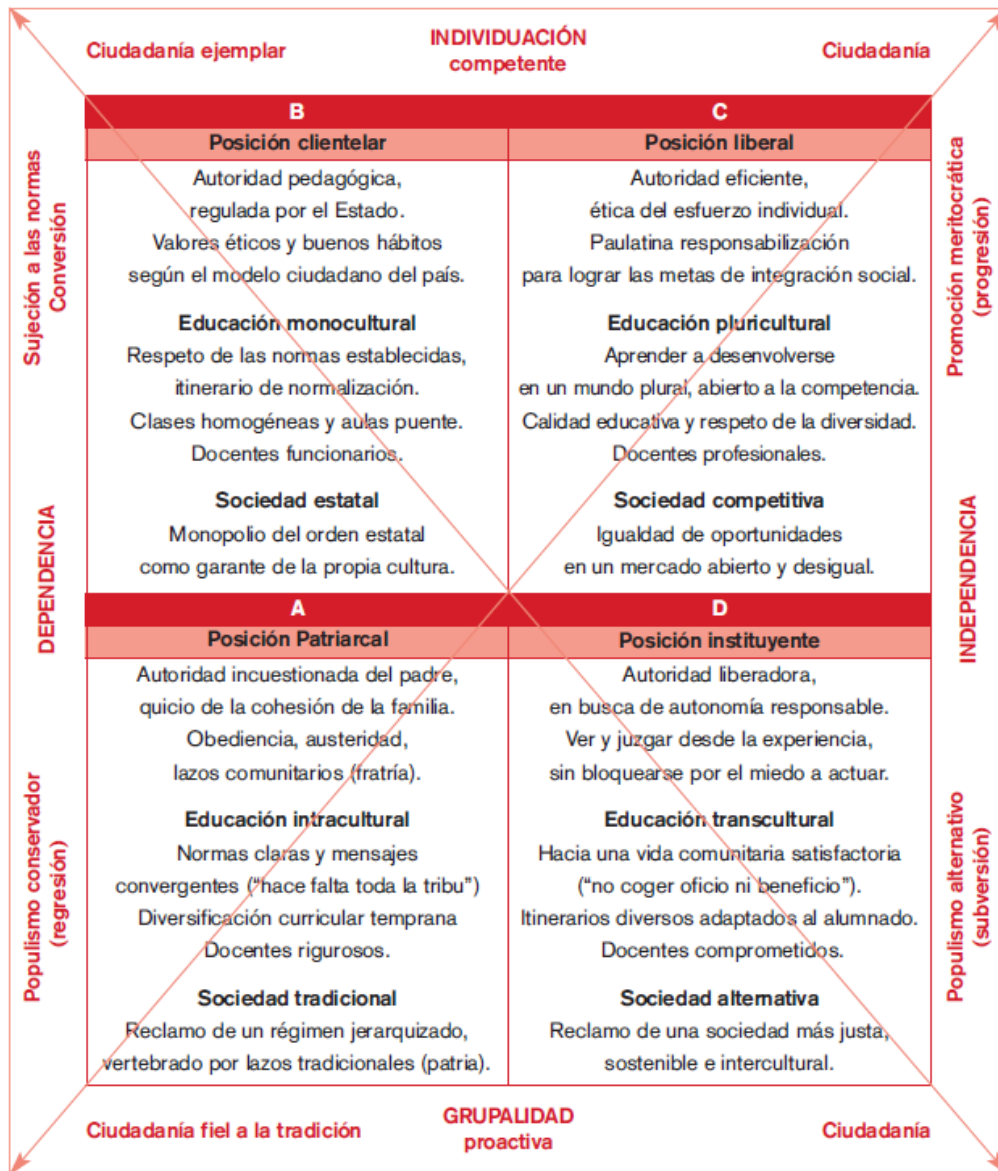 INDIVIDUACIÓN
competente
Ciudadanía ejemplar
Ciudadanía
Sujeción a las normas
Conversión
DEPENDENCIA
Populismo conservador
(regresión)
B
Posición clientelar
Autoridad pedagógica,
regulada por el Estado.
Valores éticos y buenos hábitos
según el modelo ciudadano del país.
Educación monocultural
Respeto de las normas establecidas,
itinerario de normalización.
Clases homogéneas y aulas puente.
Docentes funcionarios.
Sociedad estatal
Monopolio del orden estatal
como garante de la propia cultura.
C
Posición liberal
Autoridad eficiente,
ética del esfuerzo individual.
Paulatina responsabilización
para lograr las metas de integración social.
Educación pluricultural
Aprender a desenvolverse
en un mundo plural, abierto a la competencia.
Calidad educativa y respeto de la diversidad.
Docentes profesionales.
Sociedad competitiva
Igualdad de oportunidades
en un mercado abierto y desigual.
A
Posición Patriarcal
Autoridad incuestionada del padre,
quicio de la cohesión de la familia.
Obediencia, austeridad,
lazos comunitarios (fratría).
Educación intracultural
Normas claras y mensajes
convergentes (“hace falta toda la tribu”)
Diversificación curricular temprana
Docentes rigurosos.
Sociedad tradicional
Reclamo de un régimen jerarquizado,
vertebrado por lazos tradicionales (patria).
D
Posición instituyente
Autoridad liberadora,
en busca de autonomía responsable.
Ver y juzgar desde la experiencia,
sin bloquearse por el miedo a actuar.
Educación transcultural
Hacia una vida comunitaria satisfactoria
(“no coger oficio ni beneficio”).
Itinerarios diversos adaptados al alumnado.
Docentes comprometidos.
Sociedad alternativa
Reclamo de una sociedad más justa,
sostenible e intercultural.
Promoción meritocrática
(progresión)
INDEPENDENCIA
Populismo alternativo
(subversión)
Ciudadanía fiel a la tradición
GRUPALIDAD
proactiva
Ciudadanía